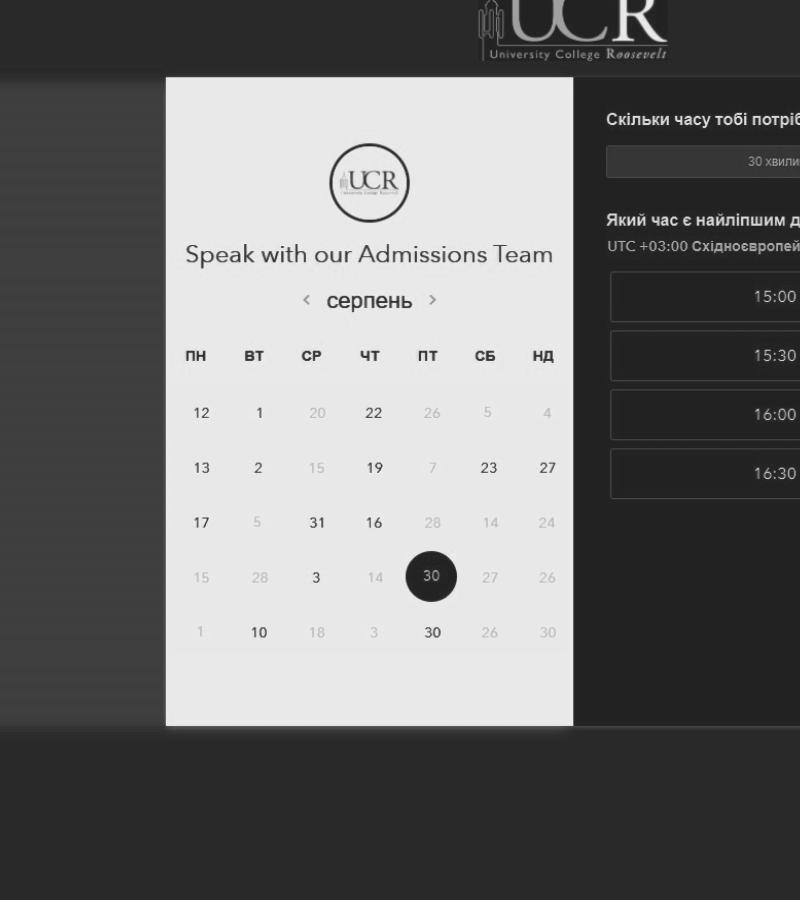 UCR
University College Roosevelt
UCR
Speak with our Admissions Team
< серпень >
ПН ВТ СР ЧТ ПТ СБ НД
12 1 20 22 26 5 4
13 2 15 19 7 23 27
17 5 31 16 28 14 24
15 28 3 14 30 27 26
1 10 18 3 30 26 30
Скільки часу тобі потріб
30 хвили
Який час є найліпшим д
UTC +03:00 Східноєвропей
15:00
15:30
16:00
16:30